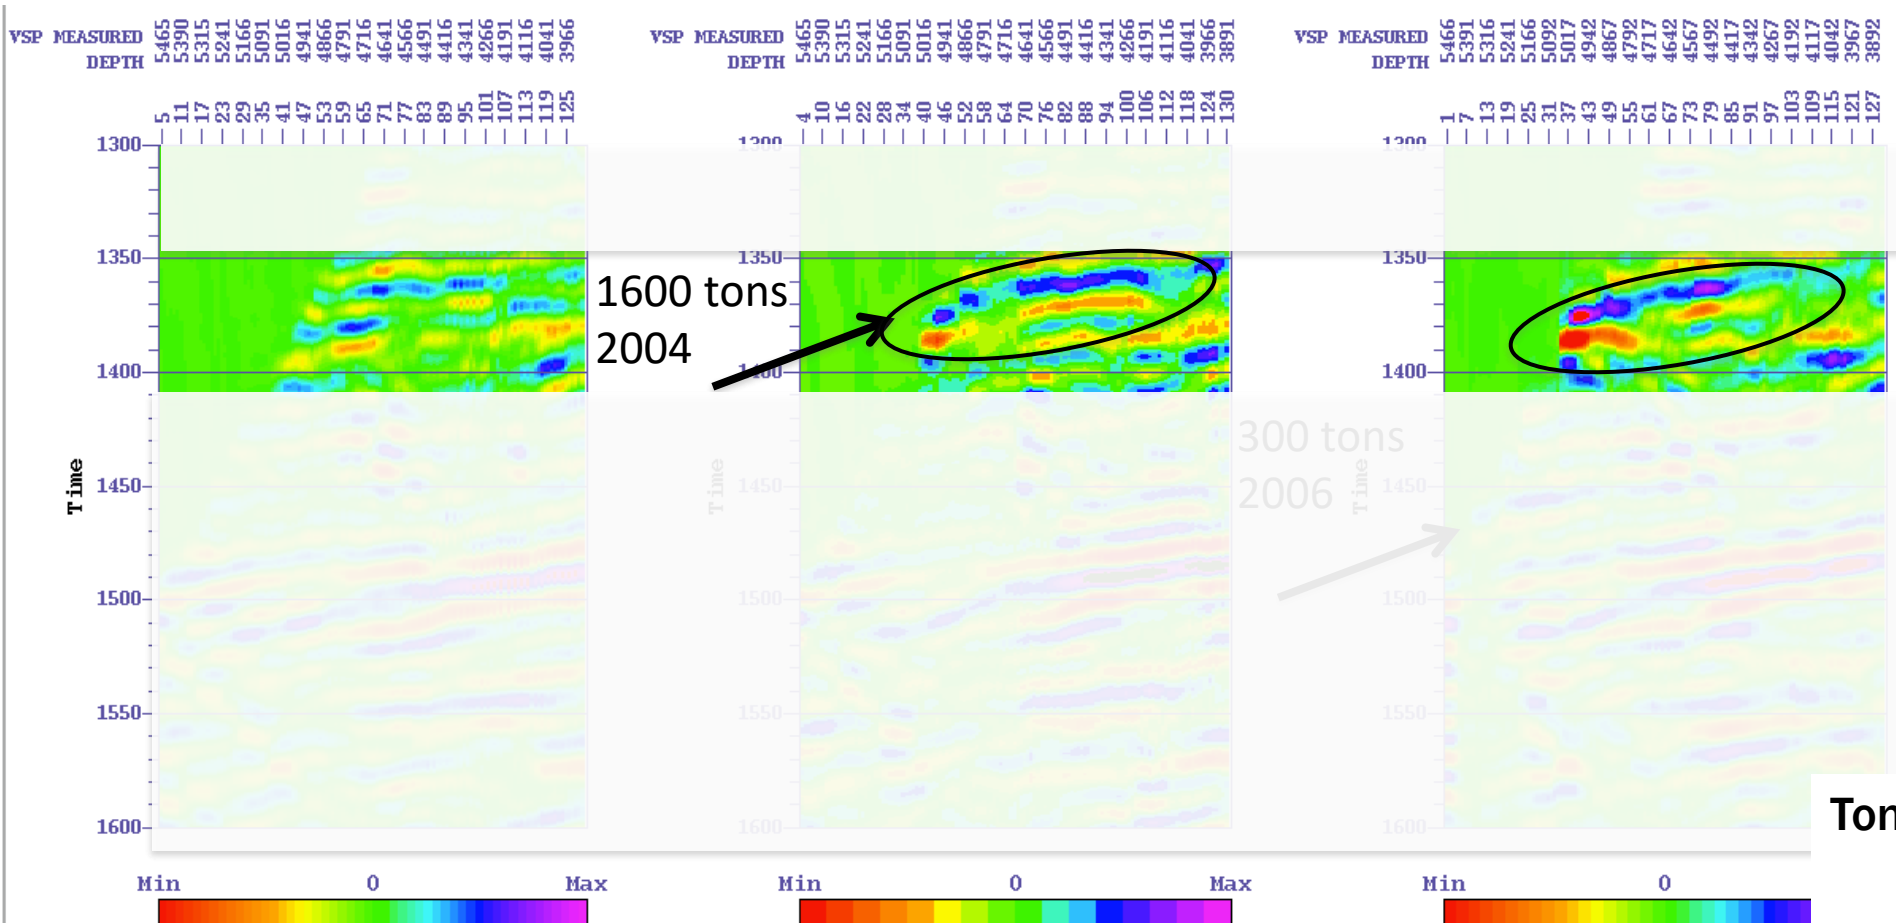 VSP MEASURED
DEPTH
5465 5390 5315 5241 5166 5091 5016 4941 4866 4791 4716 4641 4566 4491 4416 4341 4266 4191 4116 4041 3966
5 11 17 23 29 35 41 47 53 59 65 71 77 83 89 95 101 107 113 119 125
1300
1350
1400
1450
1500
1550
1600
Time
Min 0 Max
1600 tons
2004
VSP MEASURED
DEPTH
5465 5390 5315 5241 5166 5091 5016 4941 4866 4791 4716 4641 4566 4491 4416 4341 4266 4191 4116 4041 3966 3891
4 10 16 22 28 34 40 46 52 58 64 70 76 82 88 94 100 106 112 118 124 130
1300
1350
1400
1450
1500
1550
1600
Time
Min 0 Max
300 tons
2006
VSP MEASURED
DEPTH
5466 5391 5316 5241 5166 5092 5017 4942 4867 4792 4717 4642 4567 4492 4417 4342 4267 4192 4117 4042 3967 3892
1 7 13 19 25 31 37 43 49 55 61 67 73 79 85 91 97 103 109 115 121 127
1300
1350
1400
1450
1500
1550
1600
Time
Min 0
Ton